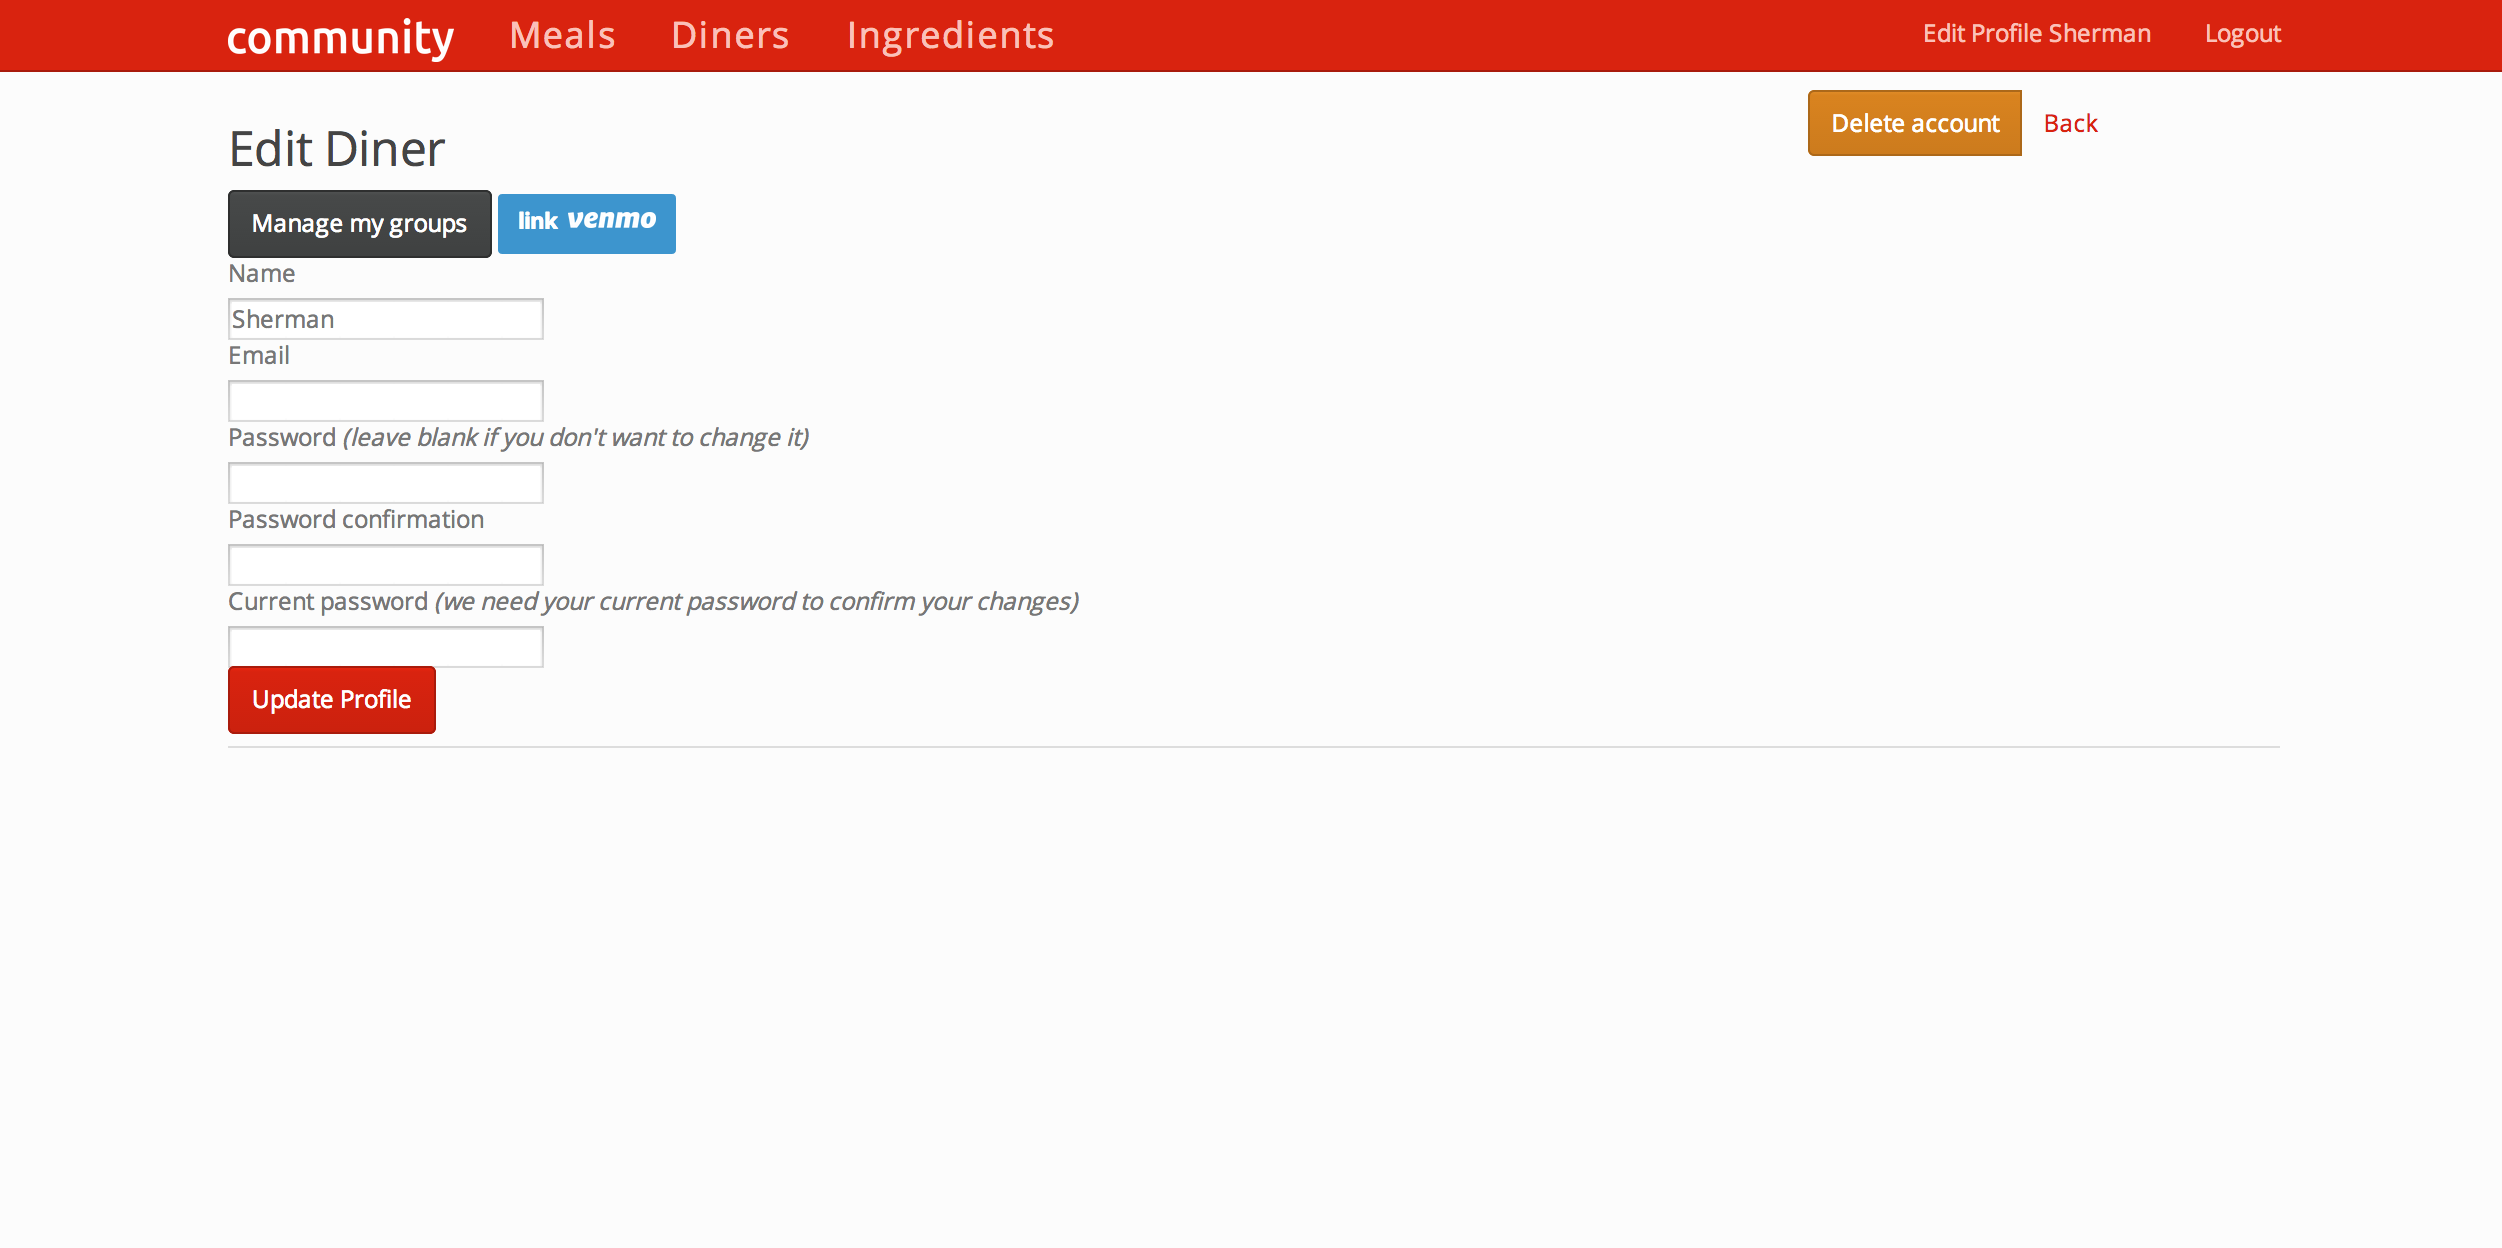 community Meals Diners Ingredients Edit Profile Sherman Logout
Delete account Back
Edit Diner
Manage my groups link venmo
Name
Sherman
Email
Password (leave blank if you don't want to change it)
Password confirmation
Current password (we need your current password to confirm your changes)
Update Profile